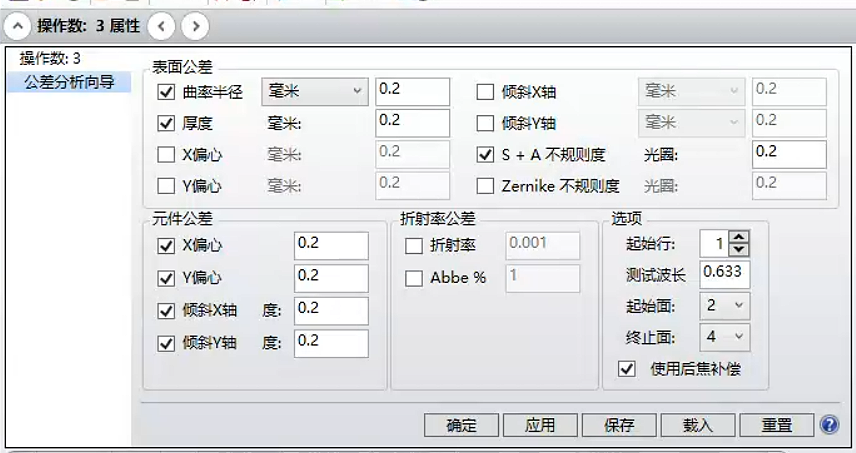 操作数: 3 属性
操作数: 3
公差分析向导
表面公差
曲率半径 毫米 0.2 倾斜X轴 毫米 0.2
厚度 毫米: 0.2 倾斜Y轴 毫米 0.2
X偏心 毫米: 0.2 S + A 不规则度 光圈: 0.2
Y偏心 毫米: 0.2 Zernike 不规则度 光圈: 0.2
元件公差
X偏心 0.2
Y偏心 0.2
倾斜X轴 度: 0.2
倾斜Y轴 度: 0.2
折射率公差
折射率 0.001
Abbe % 1
选项
起始行: 1
测试波长 0.633
起始面: 2
终止面: 4
使用后焦补偿
确定 应用 保存 载入 重置 ?